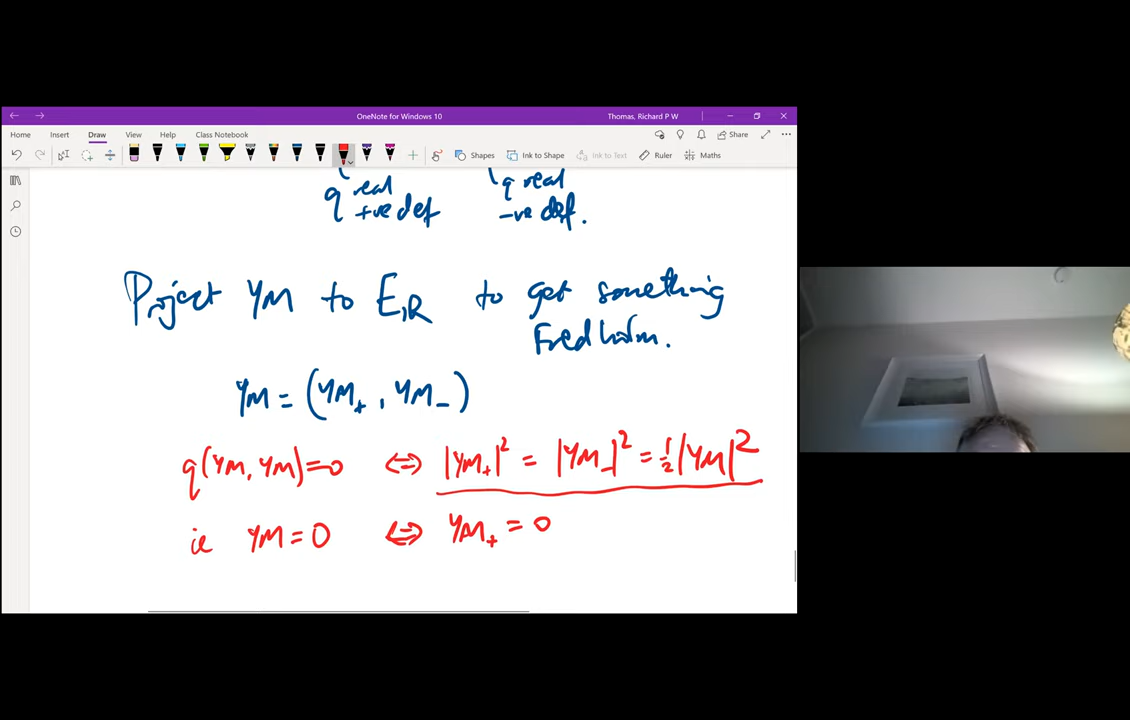 OneNote for Windows 10
Thomas, Richard P W
Home Insert Draw View Help Class Notebook
Share
Shapes Ink to Shape Ink to Text Ruler Maths
q real q real
+ve def -ve def.
Project YM to E_ℝ to get something
Fredholm.
YM = (YM₊, YM₋)
q(YM, YM)=0 ⇔ |YM₊|² = |YM₋|² = ½|YM|²
ie YM = 0 ⇔ YM₊ = 0